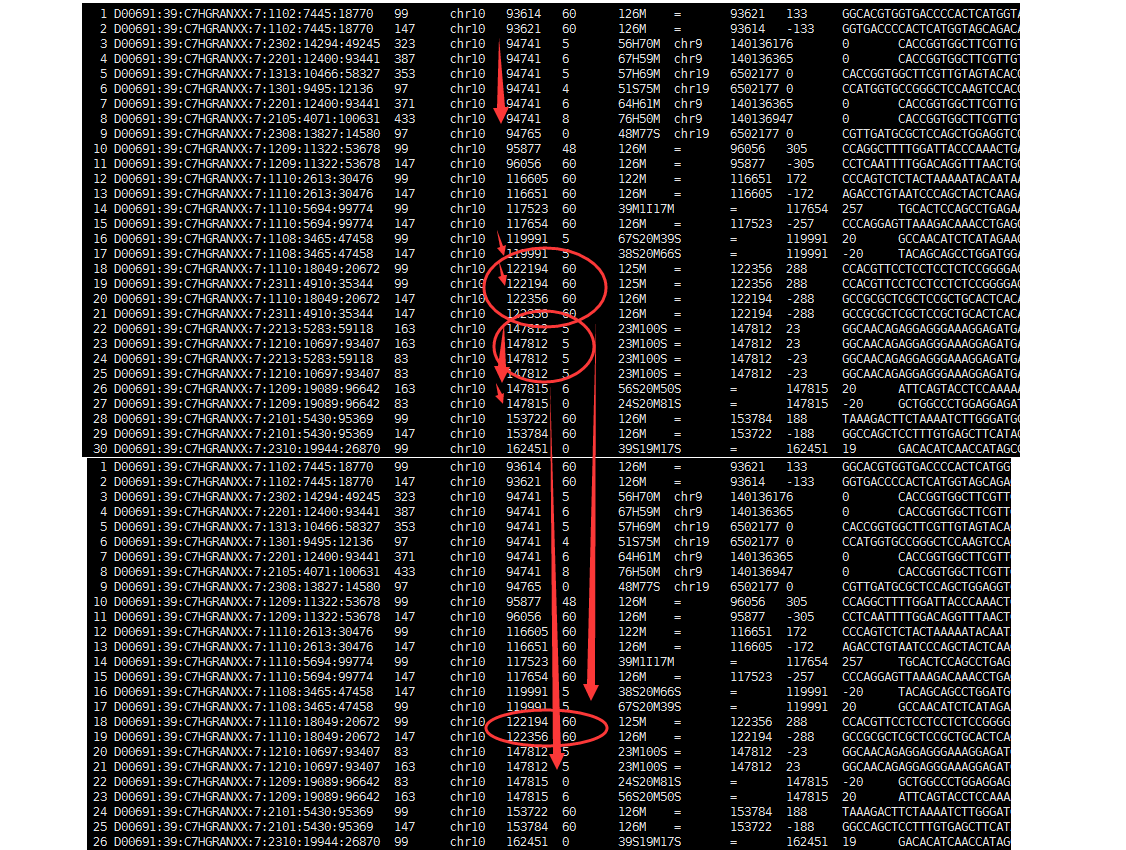 1 D00691:39:C7HGRANXX:7:1102:7445:18770 99 chr10 93614 60 126M = 93621 133 GGCACGTGGTGACCCCACTCATGGTA
2 D00691:39:C7HGRANXX:7:1102:7445:18770 147 chr10 93621 60 126M = 93614 -133 GGTGACCCCACTCATGGTAGCAGACA
3 D00691:39:C7HGRANXX:7:2302:14294:49245 323 chr10 94741 5 56H70M chr9 140136176 0 CACCGGTGGCTTCGTTGT
4 D00691:39:C7HGRANXX:7:2201:12400:93441 387 chr10 94741 6 67H59M chr9 140136365 0 CACCGGTGGCTTCGTTGT
5 D00691:39:C7HGRANXX:7:1313:10466:58327 353 chr10 94741 5 57H69M chr19 6502177 0 CACCGGTGGCTTCGTTGTAGTACACG
6 D00691:39:C7HGRANXX:7:1301:9495:12136 97 chr10 94741 4 51S75M chr19 6502177 0 CCATGGTGCCGGGCTCCAAGTCCACC
7 D00691:39:C7HGRANXX:7:2201:12400:93441 371 chr10 94741 6 64H61M chr9 140136365 0 CACCGGTGGCTTCGTTGT
8 D00691:39:C7HGRANXX:7:2105:4071:100631 433 chr10 94741 8 76H50M chr9 140136947 0 CACCGGTGGCTTCGTTGT
9 D00691:39:C7HGRANXX:7:2308:13827:14580 97 chr10 94765 0 48M77S chr19 6502177 0 CGTTGATGCGCTCCAGCTGGAGGTCG
10 D00691:39:C7HGRANXX:7:1209:11322:53678 99 chr10 95877 48 126M = 96056 305 CCAGGCTTTTGGATTACCCAAACTGA
11 D00691:39:C7HGRANXX:7:1209:11322:53678 147 chr10 96056 60 126M = 95877 -305 CCTCAATTTTGGACAGGTTTAACTGG
12 D00691:39:C7HGRANXX:7:1110:2613:30476 99 chr10 116605 60 122M = 116651 172 CCCAGTCTCTACTAAAAATACAATAA
13 D00691:39:C7HGRANXX:7:1110:2613:30476 147 chr10 116651 60 126M = 116605 -172 AGACCTGTAATCCCAGCTACTCAAGA
14 D00691:39:C7HGRANXX:7:1110:5694:99774 99 chr10 117523 60 39M1I17M = 117654 257 TGCACTCCAGCCTGAGAA
15 D00691:39:C7HGRANXX:7:1110:5694:99774 147 chr10 117654 60 126M = 117523 -257 CCCAGGAGTTAAAGACAAACCTGAGG
16 D00691:39:C7HGRANXX:7:1108:3465:47458 99 chr10 119991 5 67S20M39S = 119991 20 GCCAACATCTCATAGAAG
17 D00691:39:C7HGRANXX:7:1108:3465:47458 147 chr10 119991 5 38S20M66S = 119991 -20 TACAGCAGCCTGGATGGA
18 D00691:39:C7HGRANXX:7:1110:18049:20672 99 chr10 122194 60 125M = 122356 288 CCACGTTCCTCCTCCTCTCCGGGGAG
19 D00691:39:C7HGRANXX:7:2311:4910:35344 99 chr10 122194 60 125M = 122356 288 CCACGTTCCTCCTCCTCTCCGGGGAG
20 D00691:39:C7HGRANXX:7:1110:18049:20672 147 chr10 122356 60 126M = 122194 -288 GCCGCGCTCGCTCCGCTGCACTCACA
21 D00691:39:C7HGRANXX:7:2311:4910:35344 147 chr10 122356 60 126M = 122194 -288 GCCGCGCTCGCTCCGCTGCACTCACA
22 D00691:39:C7HGRANXX:7:2213:5283:59118 163 chr10 147812 5 23M100S = 147812 23 GGCAACAGAGGAGGGAAAGGAGATGA
23 D00691:39:C7HGRANXX:7:1210:10697:93407 163 chr10 147812 5 23M100S = 147812 23 GGCAACAGAGGAGGGAAAGGAGATGA
24 D00691:39:C7HGRANXX:7:2213:5283:59118 83 chr10 147812 5 23M100S = 147812 -23 GGCAACAGAGGAGGGAAAGGAGATGA
25 D00691:39:C7HGRANXX:7:1210:10697:93407 83 chr10 147812 5 23M100S = 147812 -23 GGCAACAGAGGAGGGAAAGGAGATGA
26 D00691:39:C7HGRANXX:7:1209:19089:96642 163 chr10 147815 6 56S20M50S = 147815 20 ATTCAGTACCTCCAAAAA
27 D00691:39:C7HGRANXX:7:1209:19089:96642 83 chr10 147815 0 24S20M81S = 147815 -20 GCTGGCCCTGGAGGAGAT
28 D00691:39:C7HGRANXX:7:2101:5430:95369 99 chr10 153722 60 126M = 153784 188 TAAAGACTTCTAAAATCTTGGGATGG
29 D00691:39:C7HGRANXX:7:2101:5430:95369 147 chr10 153784 60 126M = 153722 -188 GGCCAGCTCCTTTGTGAGCTTCATAG
30 D00691:39:C7HGRANXX:7:2310:19944:26870 99 chr10 162451 0 39S19M17S = 162451 19 GACACATCAACCATAGCC
1 D00691:39:C7HGRANXX:7:1102:7445:18770 99 chr10 93614 60 126M = 93621 133 GGCACGTGGTGACCCCACTCATGG
2 D00691:39:C7HGRANXX:7:1102:7445:18770 147 chr10 93621 60 126M = 93614 -133 GGTGACCCCACTCATGGTAGCAGA
3 D00691:39:C7HGRANXX:7:2302:14294:49245 323 chr10 94741 5 56H70M chr9 140136176 0 CACCGGTGGCTTCGTT
4 D00691:39:C7HGRANXX:7:2201:12400:93441 387 chr10 94741 6 67H59M chr9 140136365 0 CACCGGTGGCTTCGTT
5 D00691:39:C7HGRANXX:7:1313:10466:58327 353 chr10 94741 5 57H69M chr19 6502177 0 CACCGGTGGCTTCGTTGTAGTACA
6 D00691:39:C7HGRANXX:7:1301:9495:12136 97 chr10 94741 4 51S75M chr19 6502177 0 CCATGGTGCCGGGCTCCAAGTCCA
7 D00691:39:C7HGRANXX:7:2201:12400:93441 371 chr10 94741 6 64H61M chr9 140136365 0 CACCGGTGGCTTCGTT
8 D00691:39:C7HGRANXX:7:2105:4071:100631 433 chr10 94741 8 76H50M chr9 140136947 0 CACCGGTGGCTTCGTT
9 D00691:39:C7HGRANXX:7:2308:13827:14580 97 chr10 94765 0 48M77S chr19 6502177 0 CGTTGATGCGCTCCAGCTGGAGGT
10 D00691:39:C7HGRANXX:7:1209:11322:53678 99 chr10 95877 48 126M = 96056 305 CCAGGCTTTTGGATTACCCAAACT
11 D00691:39:C7HGRANXX:7:1209:11322:53678 147 chr10 96056 60 126M = 95877 -305 CCTCAATTTTGGACAGGTTTAACT
12 D00691:39:C7HGRANXX:7:1110:2613:30476 99 chr10 116605 60 122M = 116651 172 CCCAGTCTCTACTAAAAATACAAT
13 D00691:39:C7HGRANXX:7:1110:2613:30476 147 chr10 116651 60 126M = 116605 -172 AGACCTGTAATCCCAGCTACTCAA
14 D00691:39:C7HGRANXX:7:1110:5694:99774 99 chr10 117523 60 39M1I17M = 117654 257 TGCACTCCAGCCTGAG
15 D00691:39:C7HGRANXX:7:1110:5694:99774 147 chr10 117654 60 126M = 117523 -257 CCCAGGAGTTAAAGACAAACCTGA
16 D00691:39:C7HGRANXX:7:1108:3465:47458 147 chr10 119991 5 38S20M66S = 119991 -20 TACAGCAGCCTGGATG
17 D00691:39:C7HGRANXX:7:1108:3465:47458 99 chr10 119991 5 67S20M39S = 119991 20 GCCAACATCTCATAGA
18 D00691:39:C7HGRANXX:7:1110:18049:20672 99 chr10 122194 60 125M = 122356 288 CCACGTTCCTCCTCCTCTCCGGGG
19 D00691:39:C7HGRANXX:7:1110:18049:20672 147 chr10 122356 60 126M = 122194 -288 GCCGCGCTCGCTCCGCTGCACTCA
20 D00691:39:C7HGRANXX:7:1210:10697:93407 83 chr10 147812 5 23M100S = 147812 -23 GGCAACAGAGGAGGGAAAGGAGAT
21 D00691:39:C7HGRANXX:7:1210:10697:93407 163 chr10 147812 5 23M100S = 147812 23 GGCAACAGAGGAGGGAAAGGAGAT
22 D00691:39:C7HGRANXX:7:1209:19089:96642 83 chr10 147815 0 24S20M81S = 147815 -20 GCTGGCCCTGGAGGAG
23 D00691:39:C7HGRANXX:7:1209:19089:96642 163 chr10 147815 6 56S20M50S = 147815 20 ATTCAGTACCTCCAAA
24 D00691:39:C7HGRANXX:7:2101:5430:95369 99 chr10 153722 60 126M = 153784 188 TAAAGACTTCTAAAATCTTGGGAT
25 D00691:39:C7HGRANXX:7:2101:5430:95369 147 chr10 153784 60 126M = 153722 -188 GGCCAGCTCCTTTGTGAGCTTCAT
26 D00691:39:C7HGRANXX:7:2310:19944:26870 99 chr10 162451 0 39S19M17S = 162451 19 GACACATCAACCATAG